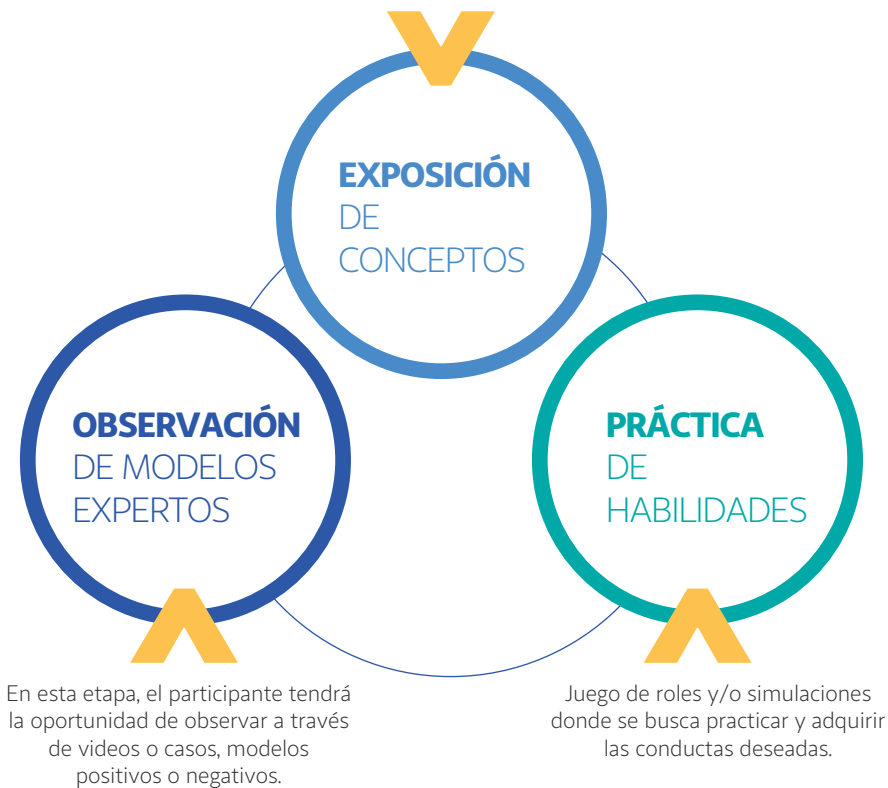 EXPOSICIÓN
DE
CONCEPTOS
OBSERVACIÓN
DE MODELOS
EXPERTOS
PRÁCTICA
DE
HABILIDADES
En esta etapa, el participante tendrá
la oportunidad de observar a través
de videos o casos, modelos
positivos o negativos.
Juego de roles y/o simulaciones
donde se busca practicar y adquirir
las conductas deseadas.